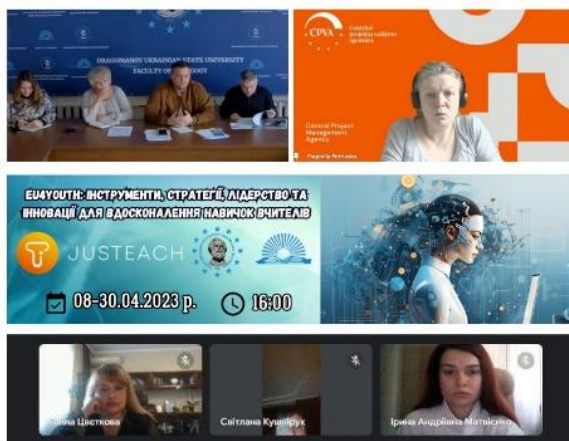 DRAGOMANOV UKRAINIAN STATE UNIVERSITY
FACULTY OF
CPVA
Centrinė
projektų valdymo
agentūra
Central Project
Management
Agency
EU4YOUTH: ІНСТРУМЕНТИ, СТРАТЕГІЇ, ЛІДЕРСТВО ТА
ІННОВАЦІЇ ДЛЯ ВДОСКОНАЛЕННЯ НАВИЧОК ВЧИТЕЛІВ
JUSTEACH
08-30.04.2023 р.
16:00
Цвєткова
Світлана Кушнірук
Ірина Андріївна Матвієнко